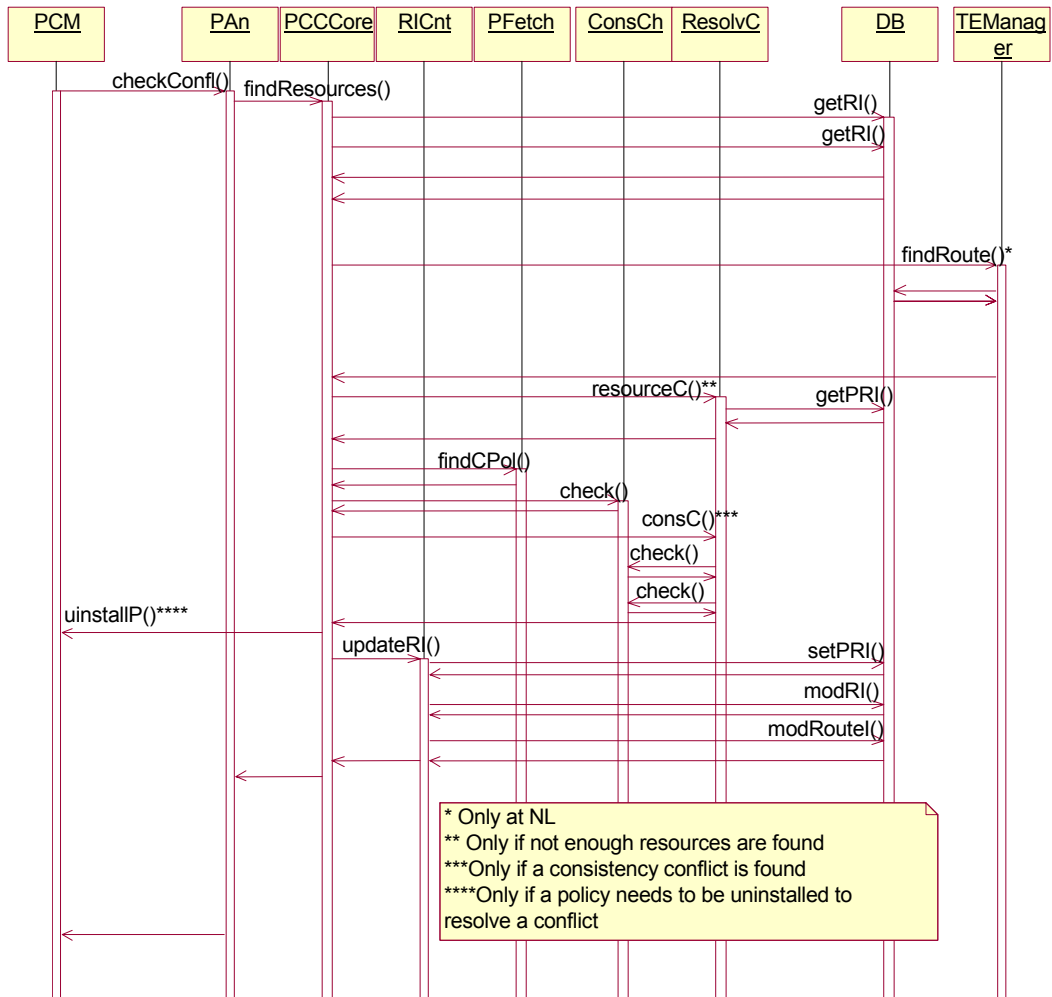 PCM
PAn
PCCCore
RICnt
PFetch
ConsCh
ResolvC
DB
TEManag
er
checkConfl()
findResources()
getRI()
getRI()
findRoute()*
resourceC()**
getPRI()
findCPol()
check()
consC()***
check()
check()
uinstallP()****
updateRI()
setPRI()
modRI()
modRouteI()
* Only at NL
** Only if not enough resources are found
***Only if a consistency conflict is found
****Only if a policy needs to be uninstalled to
resolve a conflict